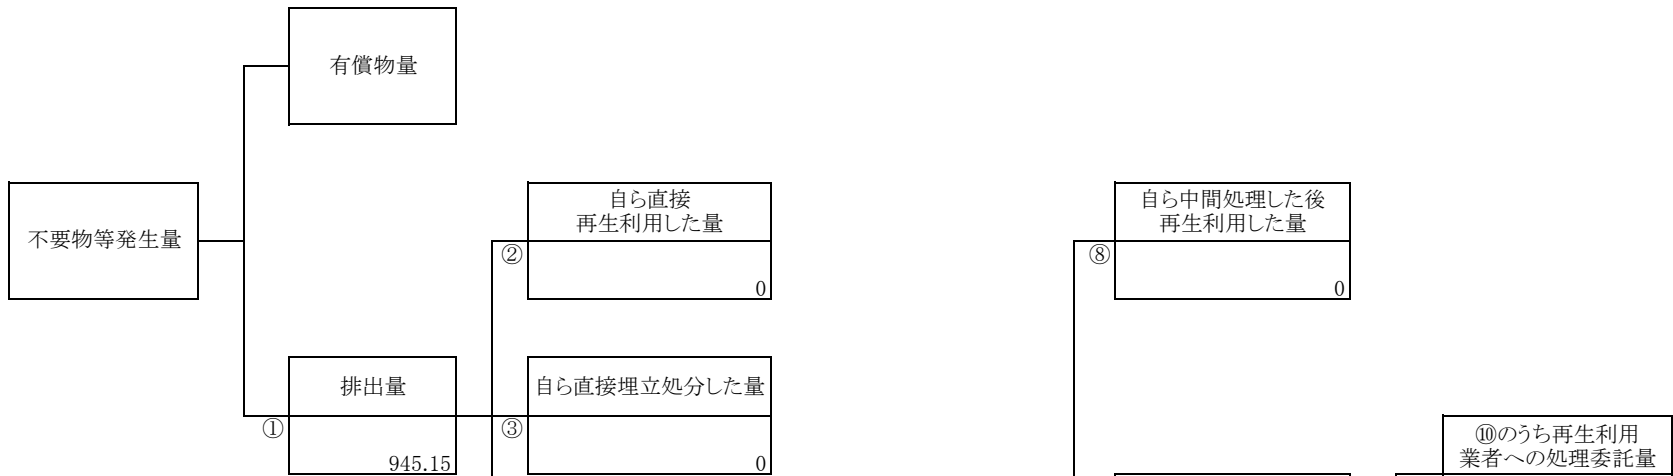 有償物量
不要物等発生量
自ら直接
再生利用した量
②
0
自ら中間処理した後
再生利用した量
⑧
0
排出量
①
945.15
自ら直接埋立処分した量
③
0
⑩のうち再生利用
業者への処理委託量